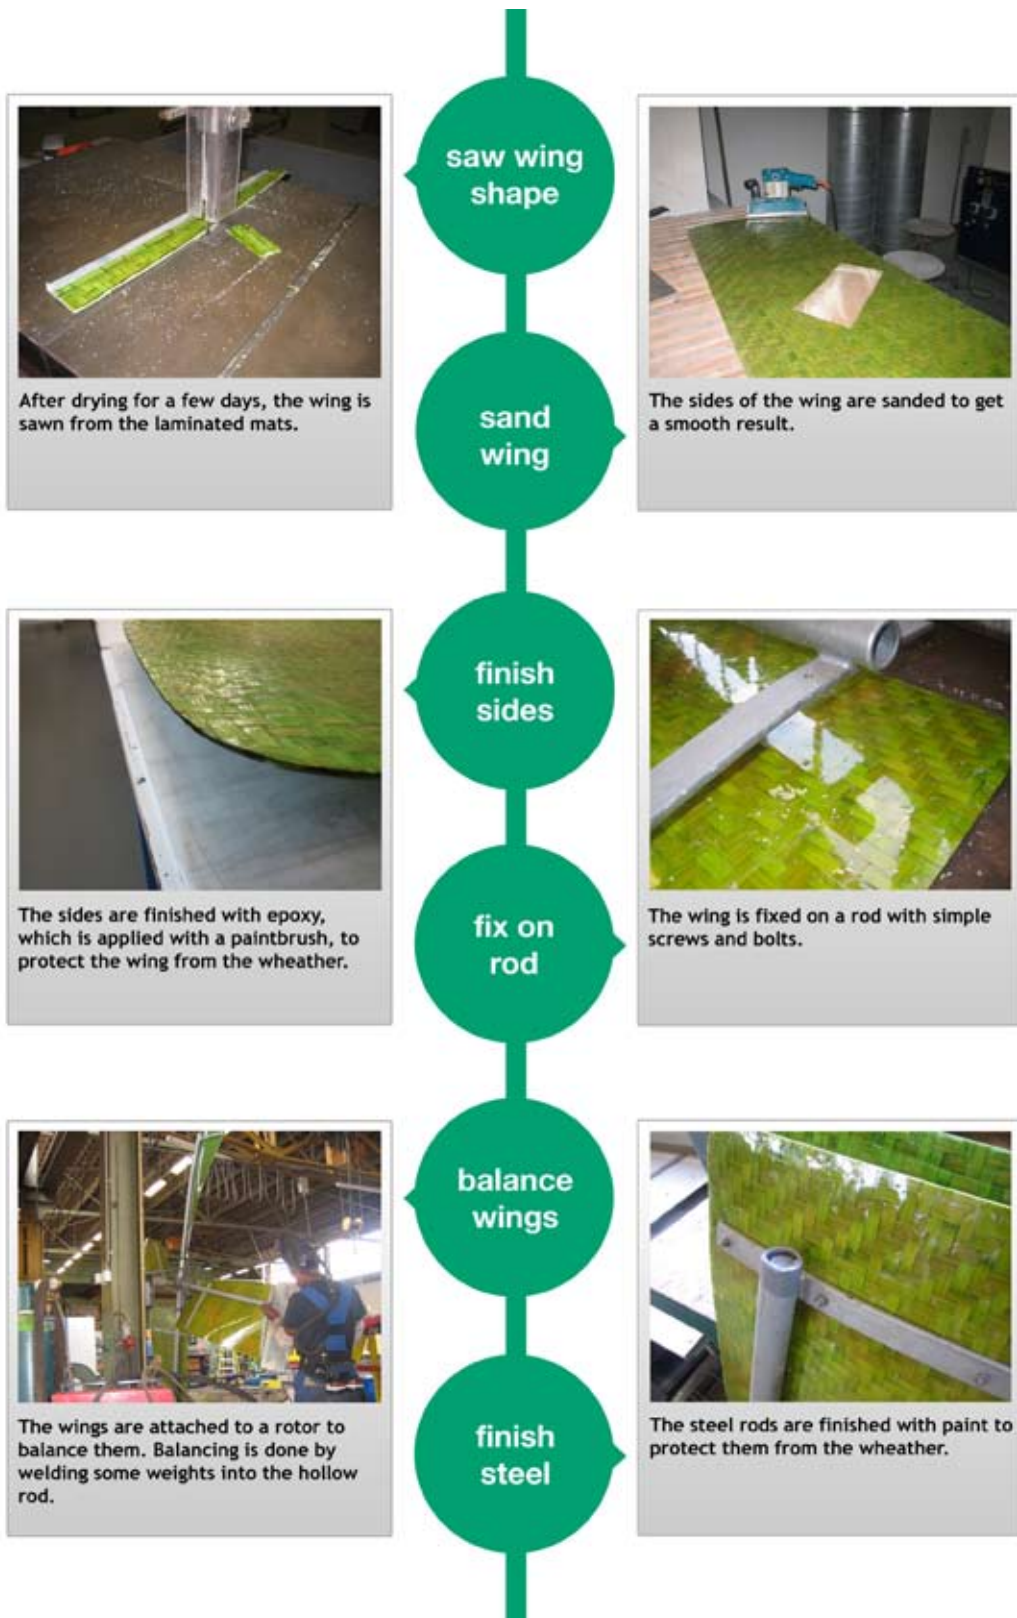 saw wing
shape
After drying for a few days, the wing is
sawn from the laminated mats.
sand
wing
The sides of the wing are sanded to get
a smooth result.
finish
sides
The sides are finished with epoxy,
which is applied with a paintbrush, to
protect the wing from the wheather.
fix on
rod
The wing is fixed on a rod with simple
screws and bolts.
balance
wings
The wings are attached to a rotor to
balance them. Balancing is done by
welding some weights into the hollow
rod.
finish
steel
The steel rods are finished with paint to
protect them from the wheather.